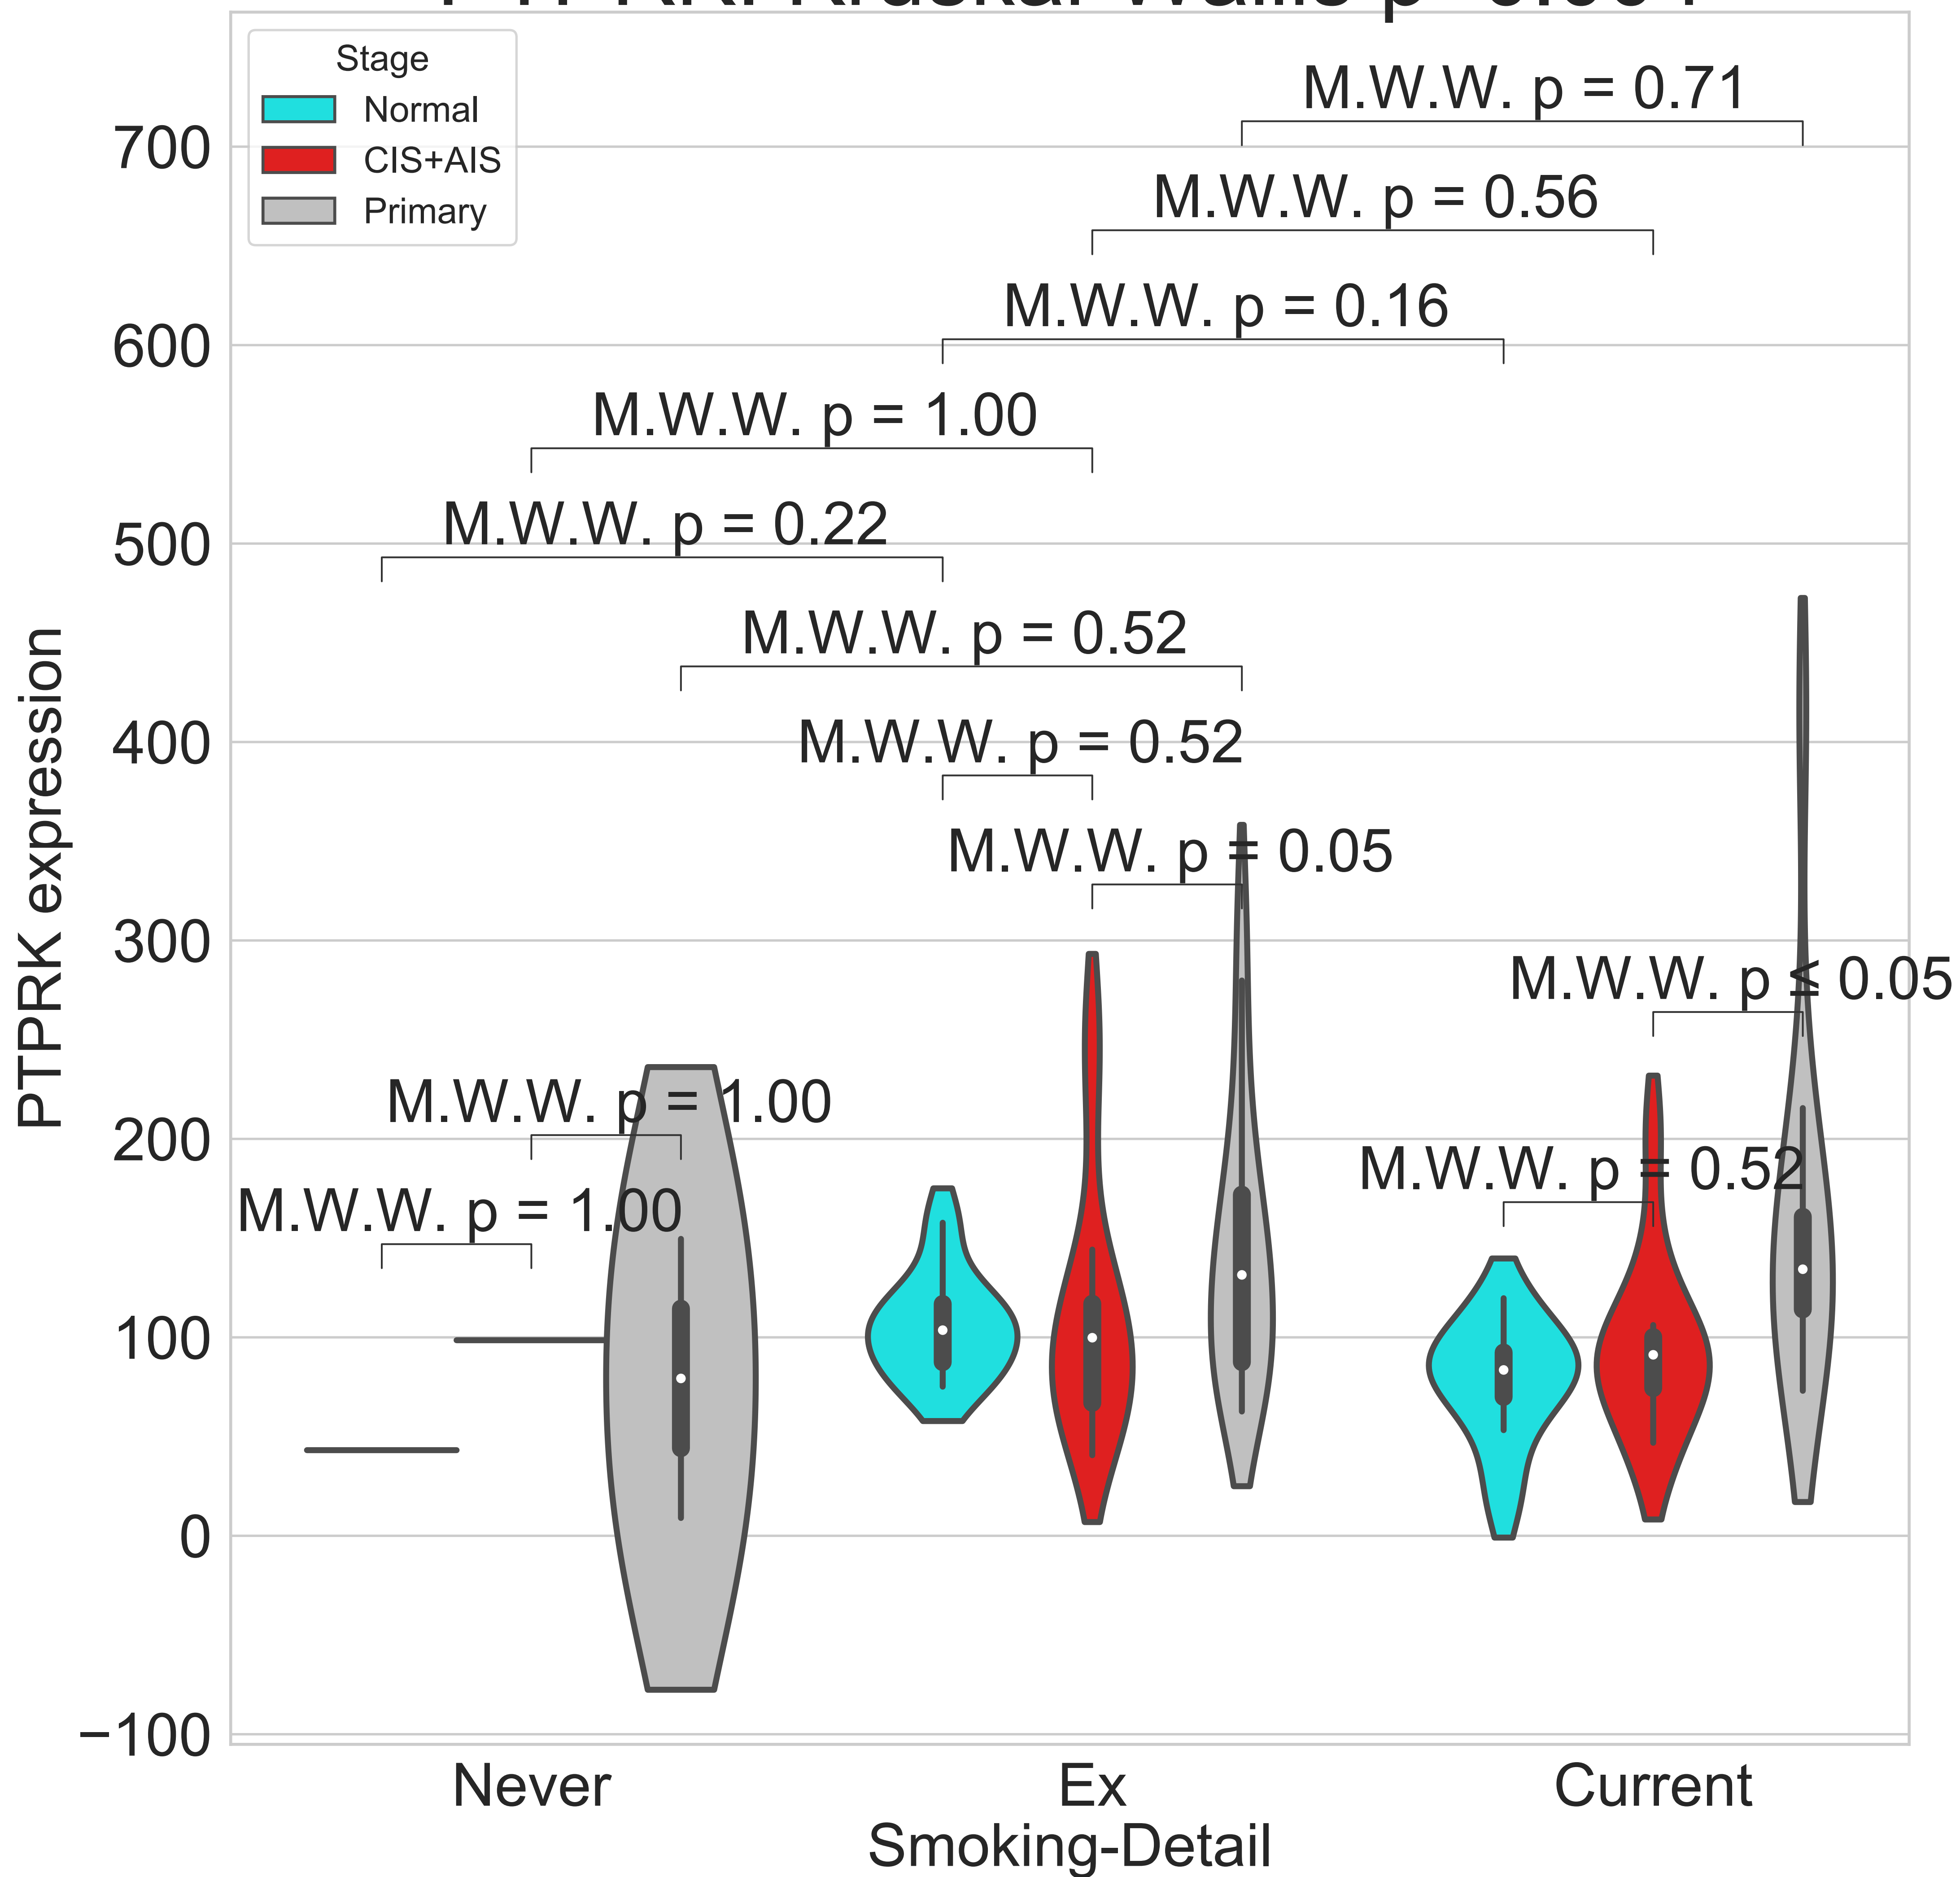 Stage
Normal
CIS+AIS
Primary
M.W.W. p = 0.71
700
M.W.W. p = 0.56
M.W.W. p = 0.16
600
M.W.W. p = 1.00
M.W.W. p = 0.22
500
M.W.W. p = 0.52
M.W.W. p = 0.52
400
M.W.W. p = 0.05
300
M.W.W. p < 0.05
M.W.W. p = 1.00
200
M.W.W. p = 0.52
M.W.W. p = 1.00
100
0
−100
PTPRK expression
Never
Ex
Current
Smoking-Detail